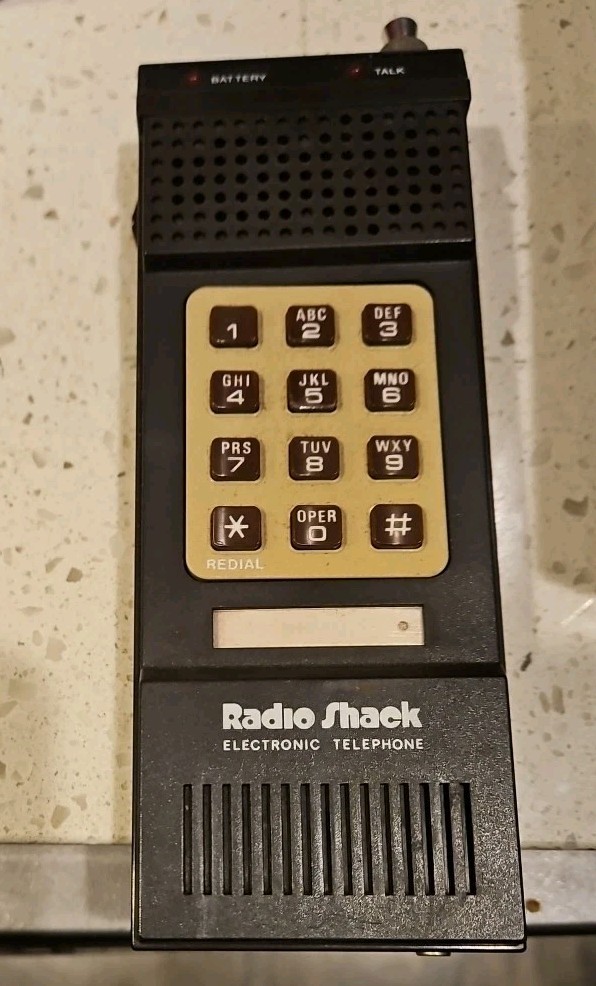 BATTERY TALK
1 ABC 2 DEF 3
GHI 4 JKL 5 MNO 6
PRS 7 TUV 8 WXY 9
* OPER 0 #
REDIAL
Radio Shack
ELECTRONIC TELEPHONE